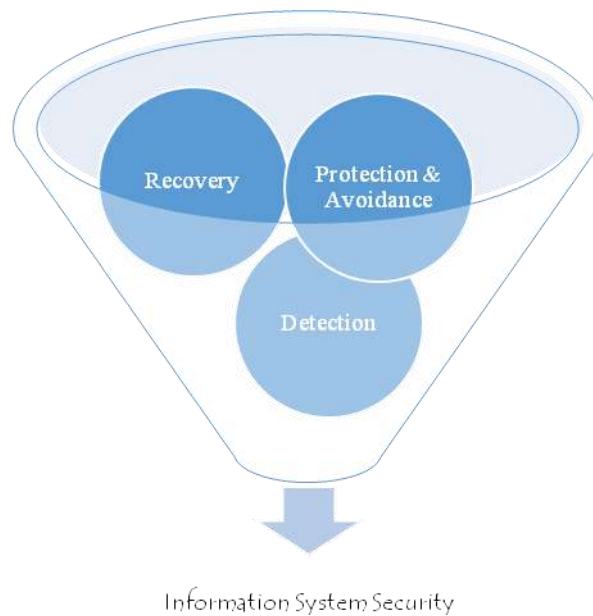 Recovery
Protection &
Avoidance
Detection
Information System Security